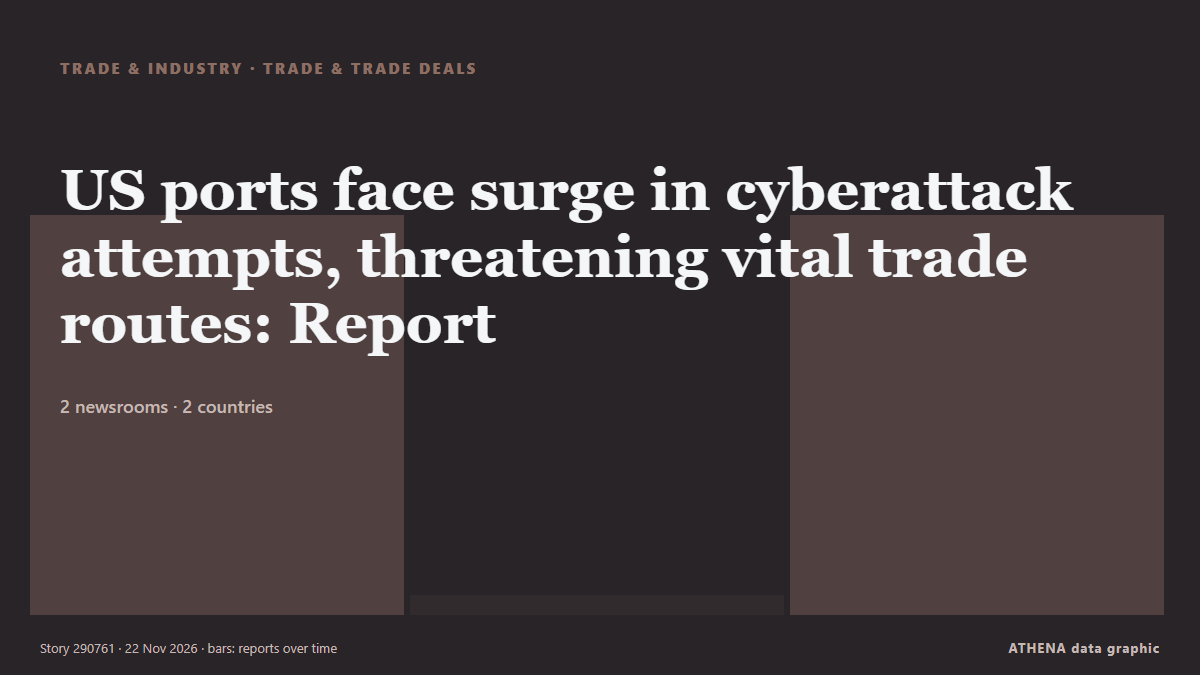 TRADE & INDUSTRY · TRADE & TRADE DEALS
US ports face surge in cyberattack
attempts, threatening vital trade
routes: Report
2 newsrooms · 2 countries
Story 290761 · 22 Nov 2026 · bars: reports over time
ATHENA data graphic